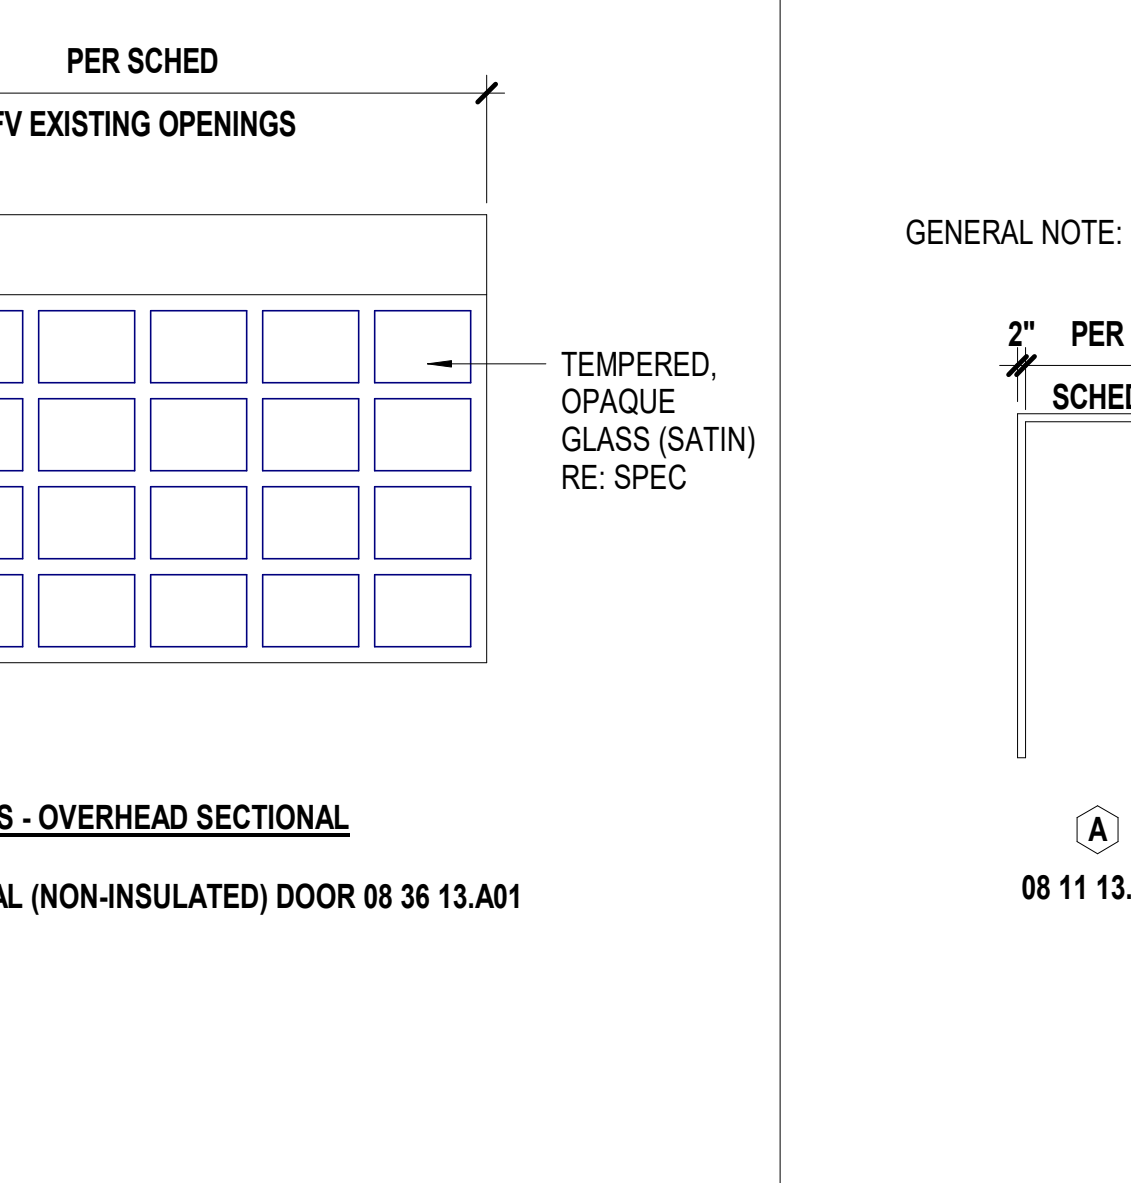 PER SCHED
FV EXISTING OPENINGS
TEMPERED,
OPAQUE
GLASS (SATIN)
RE: SPEC
S - OVERHEAD SECTIONAL
AL (NON-INSULATED) DOOR 08 36 13.A01
GENERAL NOTE:
2" PER
SCHED
A
08 11 13.